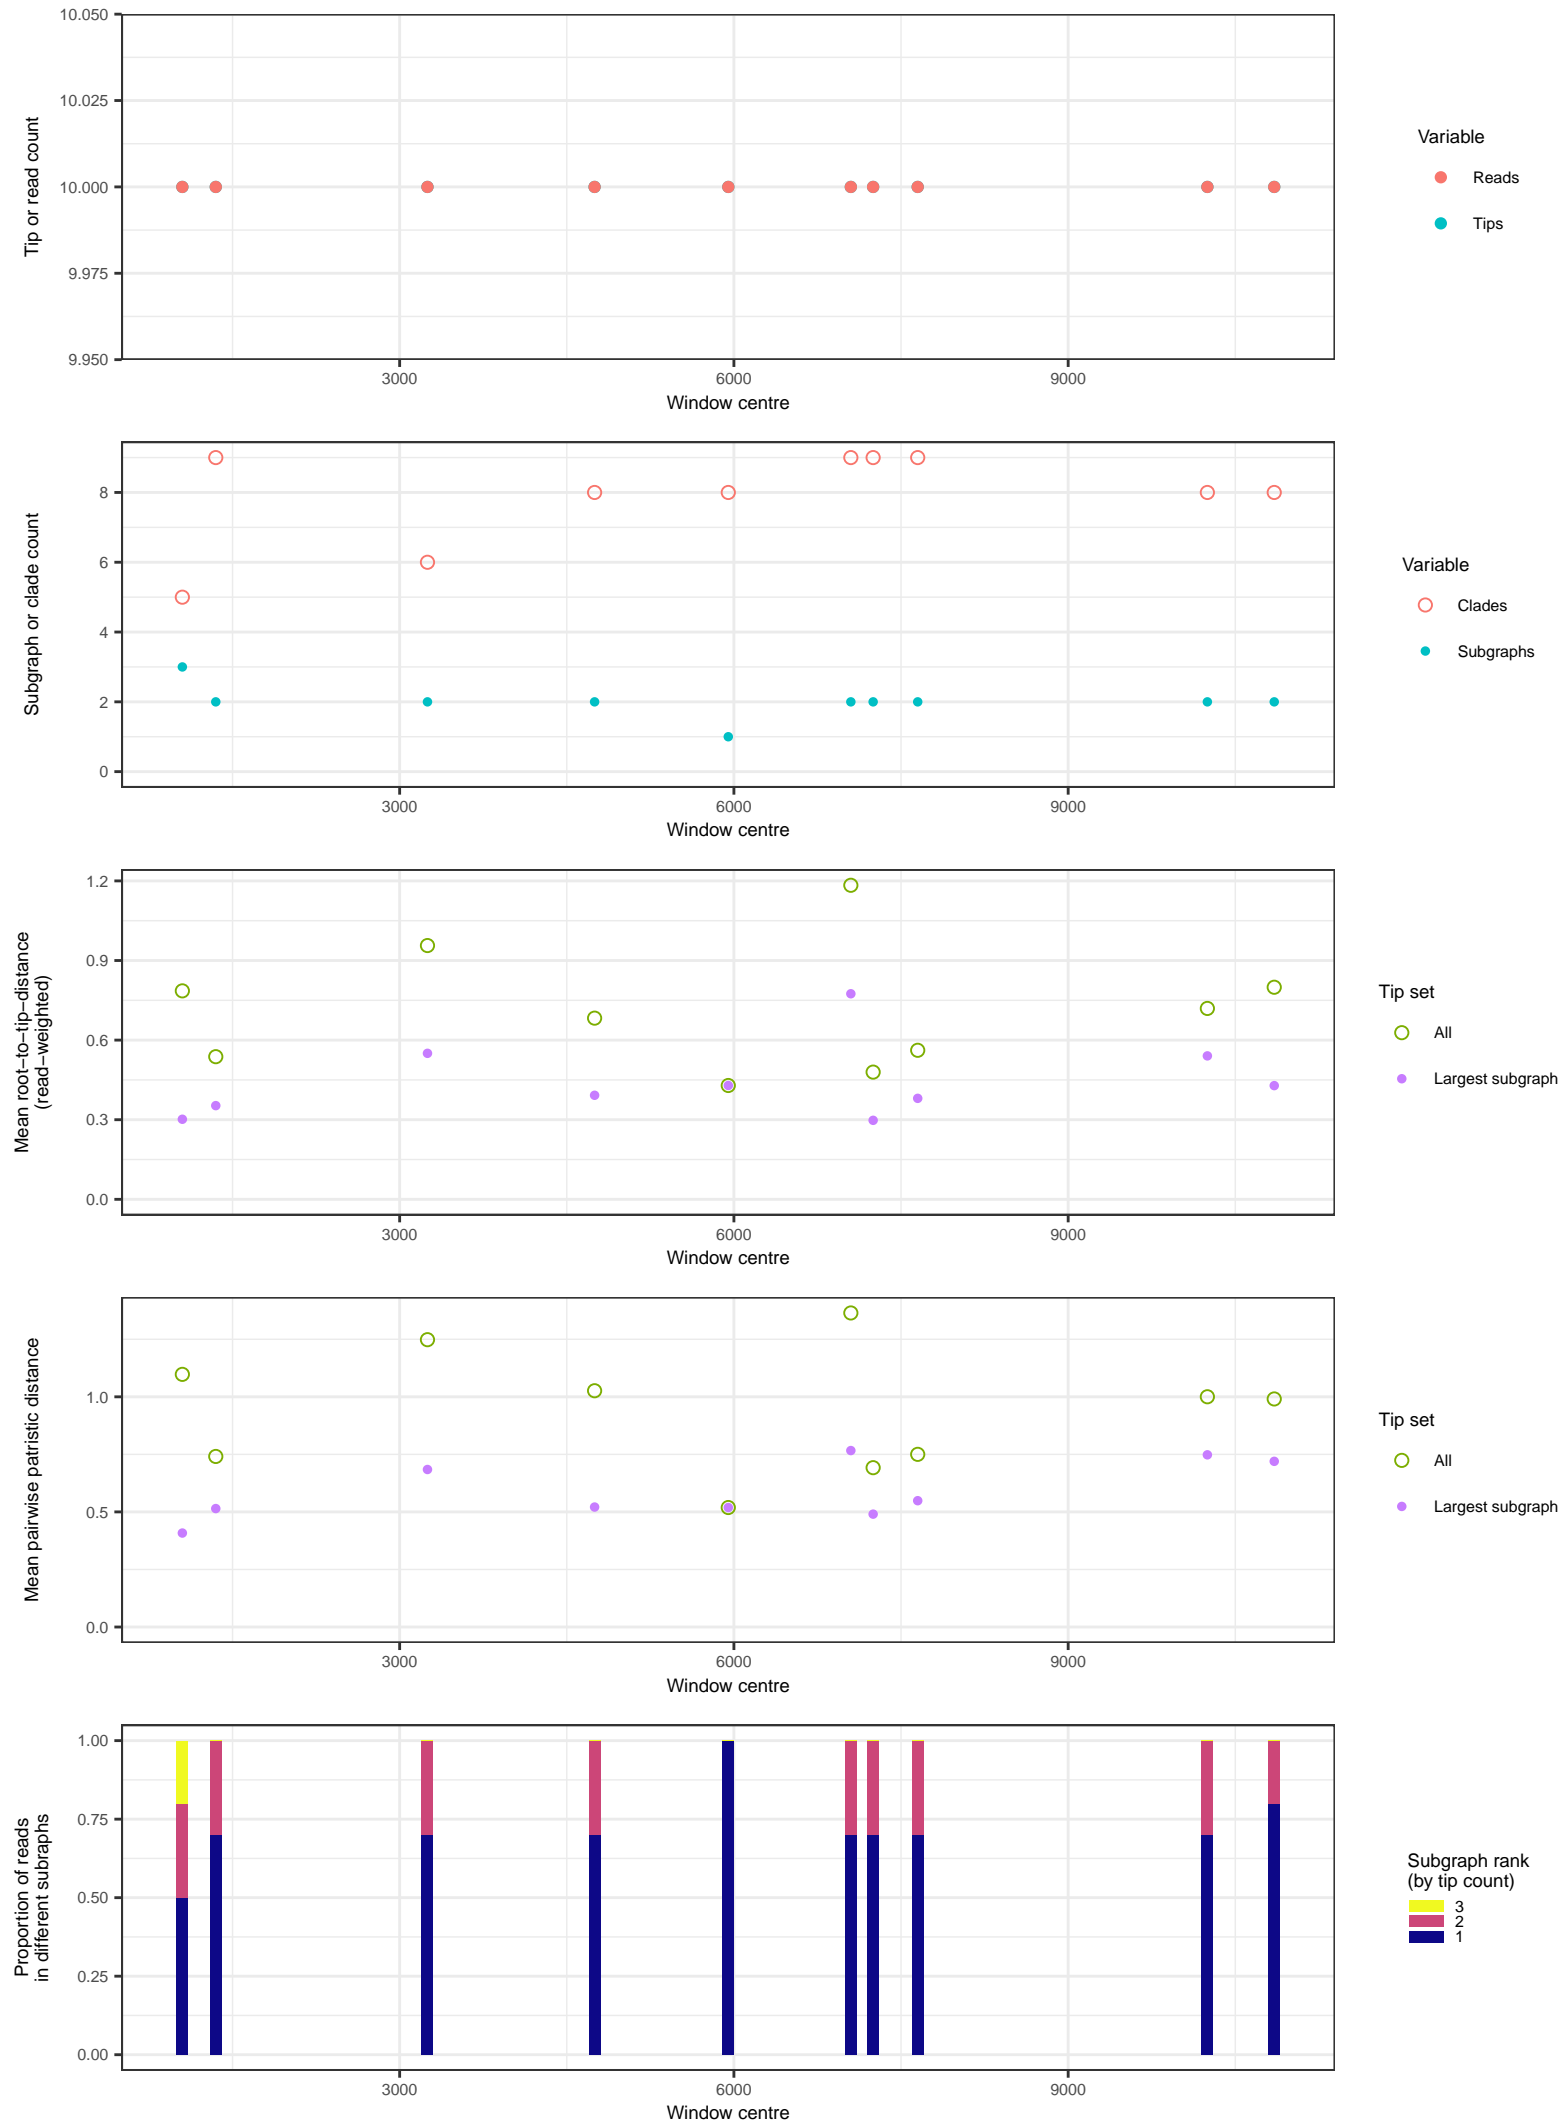 10.050
10.025
10.000
9.975
9.950
Tip or read count
3000
6000
9000
Window centre
Variable
Reads
Tips
8
6
4
2
0
Subgraph or clade count
3000
6000
9000
Window centre
Variable
Clades
Subgraphs
1.2
0.9
0.6
0.3
0.0
Mean root−to−tip−distance
(read−weighted)
3000
6000
9000
Window centre
Tip set
All
Largest subgraph
1.0
0.5
0.0
Mean pairwise patristic distance
3000
6000
9000
Window centre
Tip set
All
Largest subgraph
1.00
0.75
0.50
0.25
0.00
Proportion of reads
in different subraphs
3000
6000
9000
Window centre
Subgraph rank
(by tip count)
3
2
1